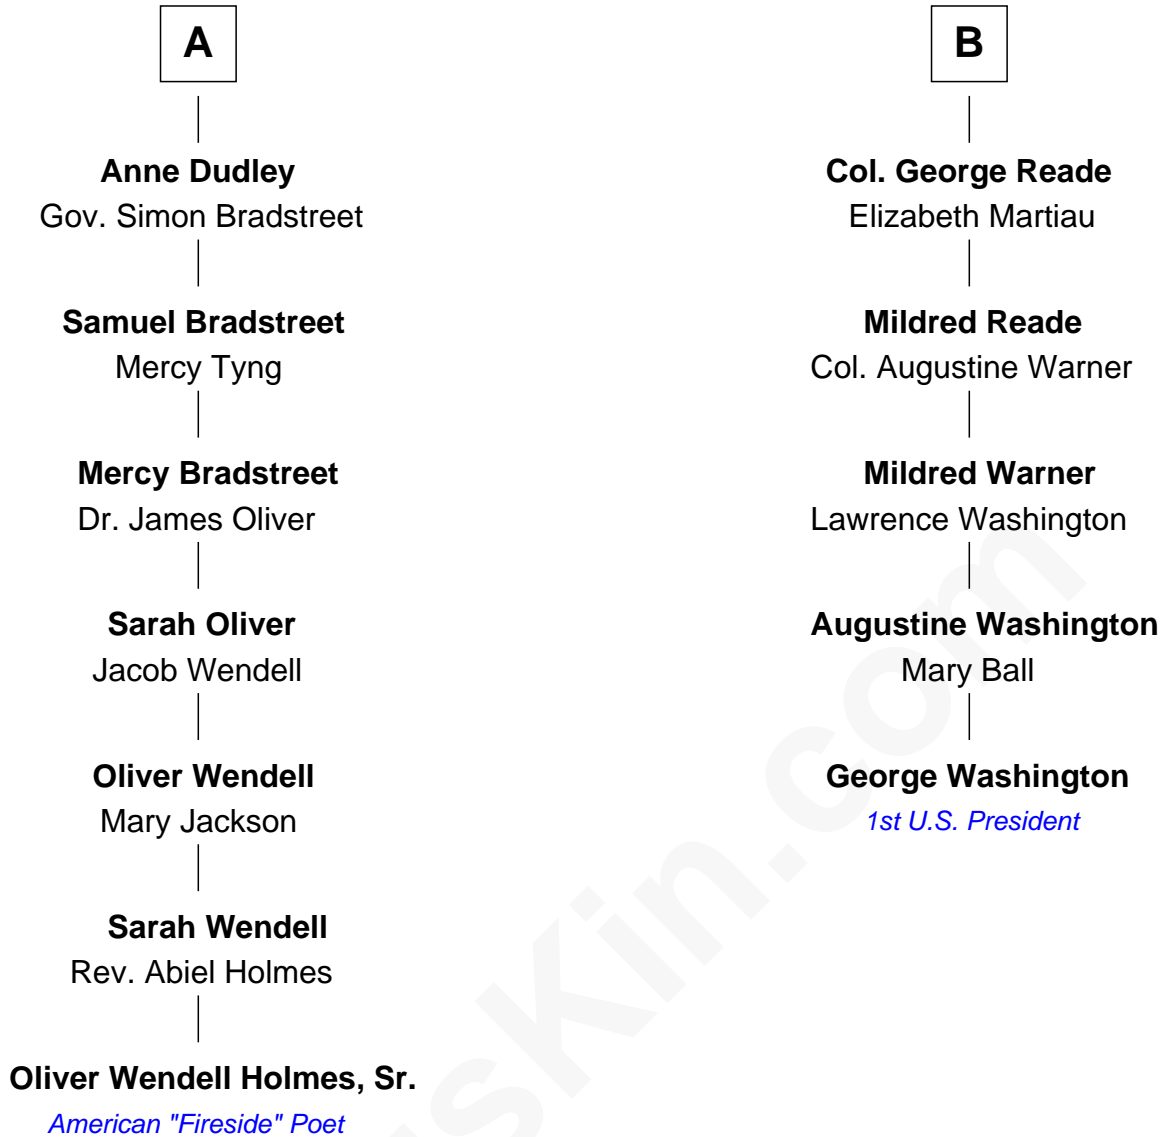 A
Anne Dudley
Gov. Simon Bradstreet
Samuel Bradstreet
Mercy Tyng
Mercy Bradstreet
Dr. James Oliver
Sarah Oliver
Jacob Wendell
Oliver Wendell
Mary Jackson
Sarah Wendell
Rev. Abiel Holmes
Oliver Wendell Holmes, Sr.
American "Fireside" Poet
B
Col. George Reade
Elizabeth Martiau
Mildred Reade
Col. Augustine Warner
Mildred Warner
Lawrence Washington
Augustine Washington
Mary Ball
George Washington
1st U.S. President
sKin.com